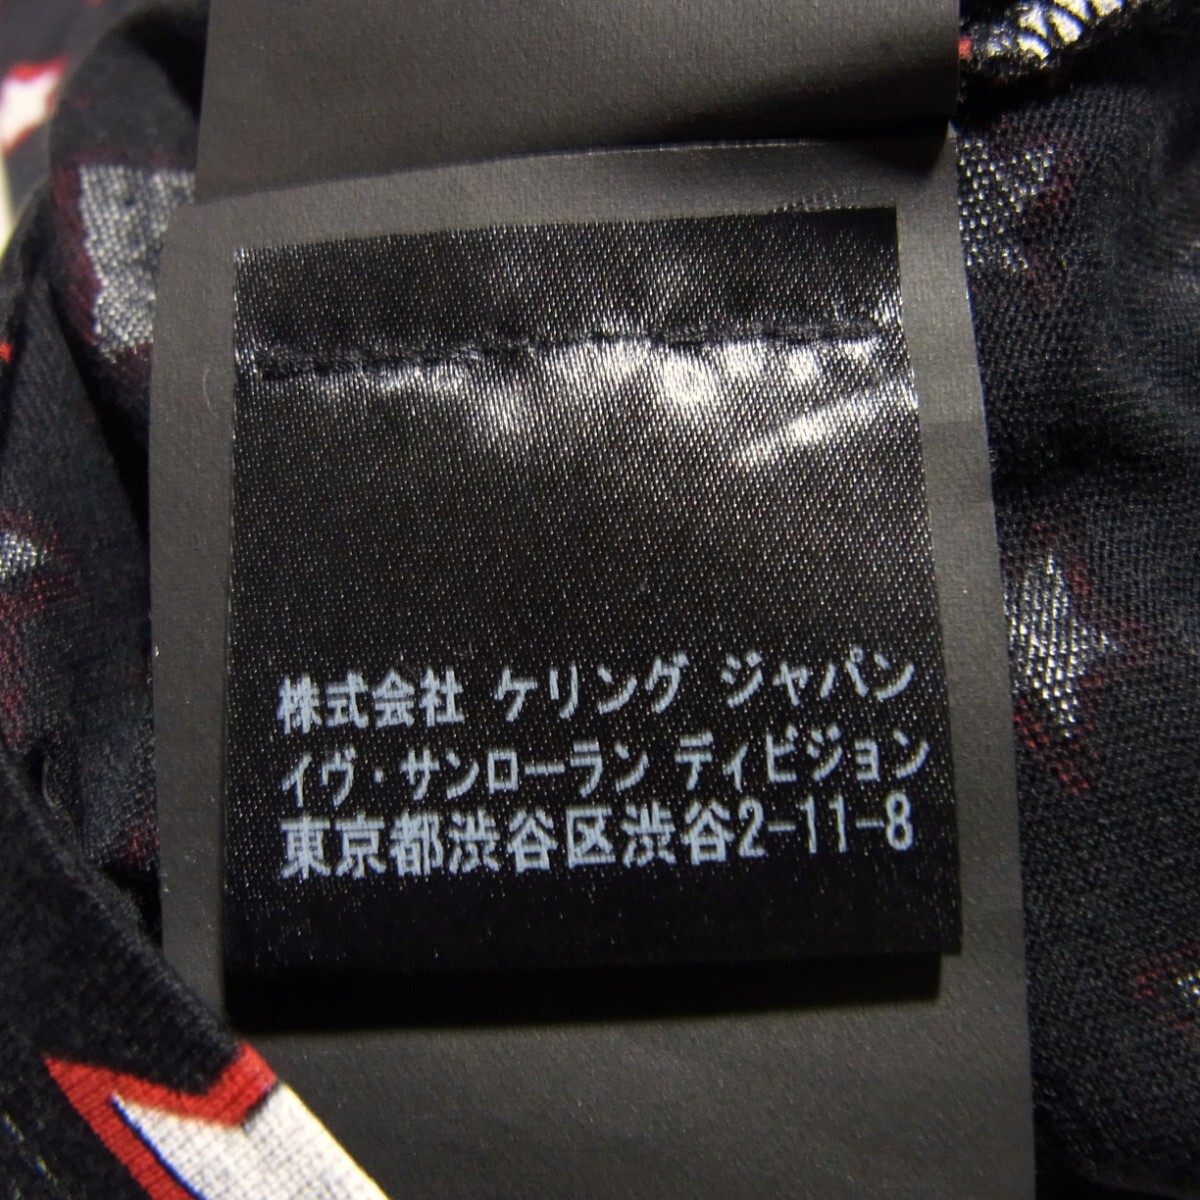 株式会社 ケリング ジャパン
イヴ・サンローラン ディビジョン
東京都渋谷区渋谷2-11-8